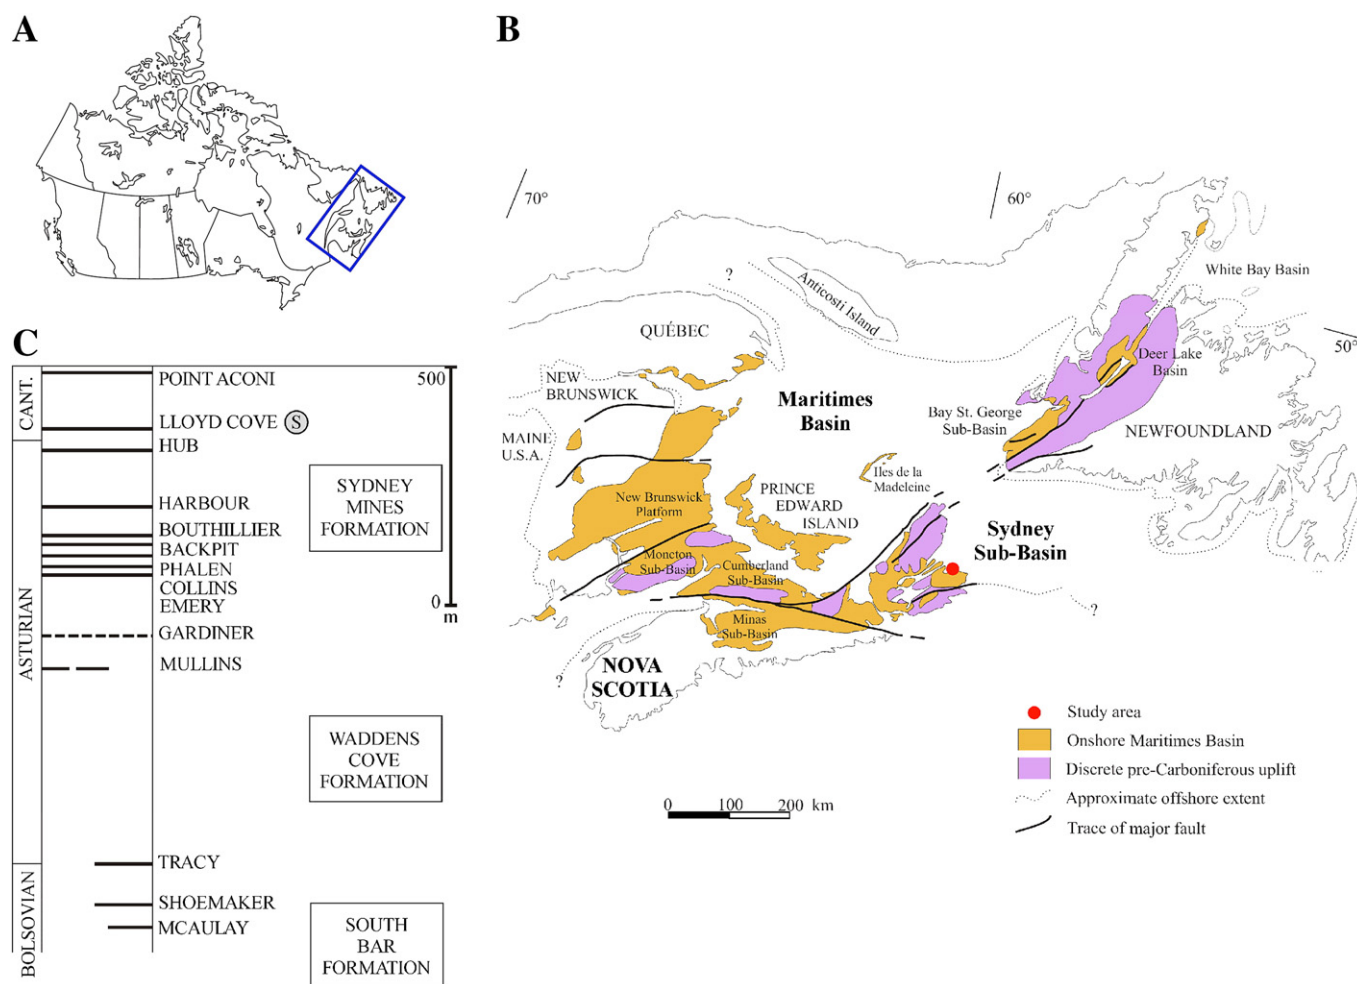 A
B
70°
60°
50°
?
Anticosti Island
White Bay Basin
QUÉBEC
NEW
BRUNSWICK
MAINE
U.S.A.
Maritimes
Basin
Deer Lake
Basin
Bay St. George
Sub-Basin
NEWFOUNDLAND
Iles de la
Madeleine
PRINCE
EDWARD
ISLAND
New Brunswick
Platform
Moncton
Sub-Basin
Cumberland
Sub-Basin
Minas
Sub-Basin
Sydney
Sub-Basin
NOVA
SCOTIA
?
?
Study area
Onshore Maritimes Basin
Discrete pre-Carboniferous uplift
Approximate offshore extent
Trace of major fault
0 100 200 km
C
CANT.
ASTURIAN
BOLSOVIAN
POINT ACONI
LLOYD COVE S
HUB
HARBOUR
BOUTHILLIER
BACKPIT
PHALEN
COLLINS
EMERY
GARDINER
MULLINS
TRACY
SHOEMAKER
MCAULAY
500
0
m
SYDNEY
MINES
FORMATION
WADDENS
COVE
FORMATION
SOUTH
BAR
FORMATION